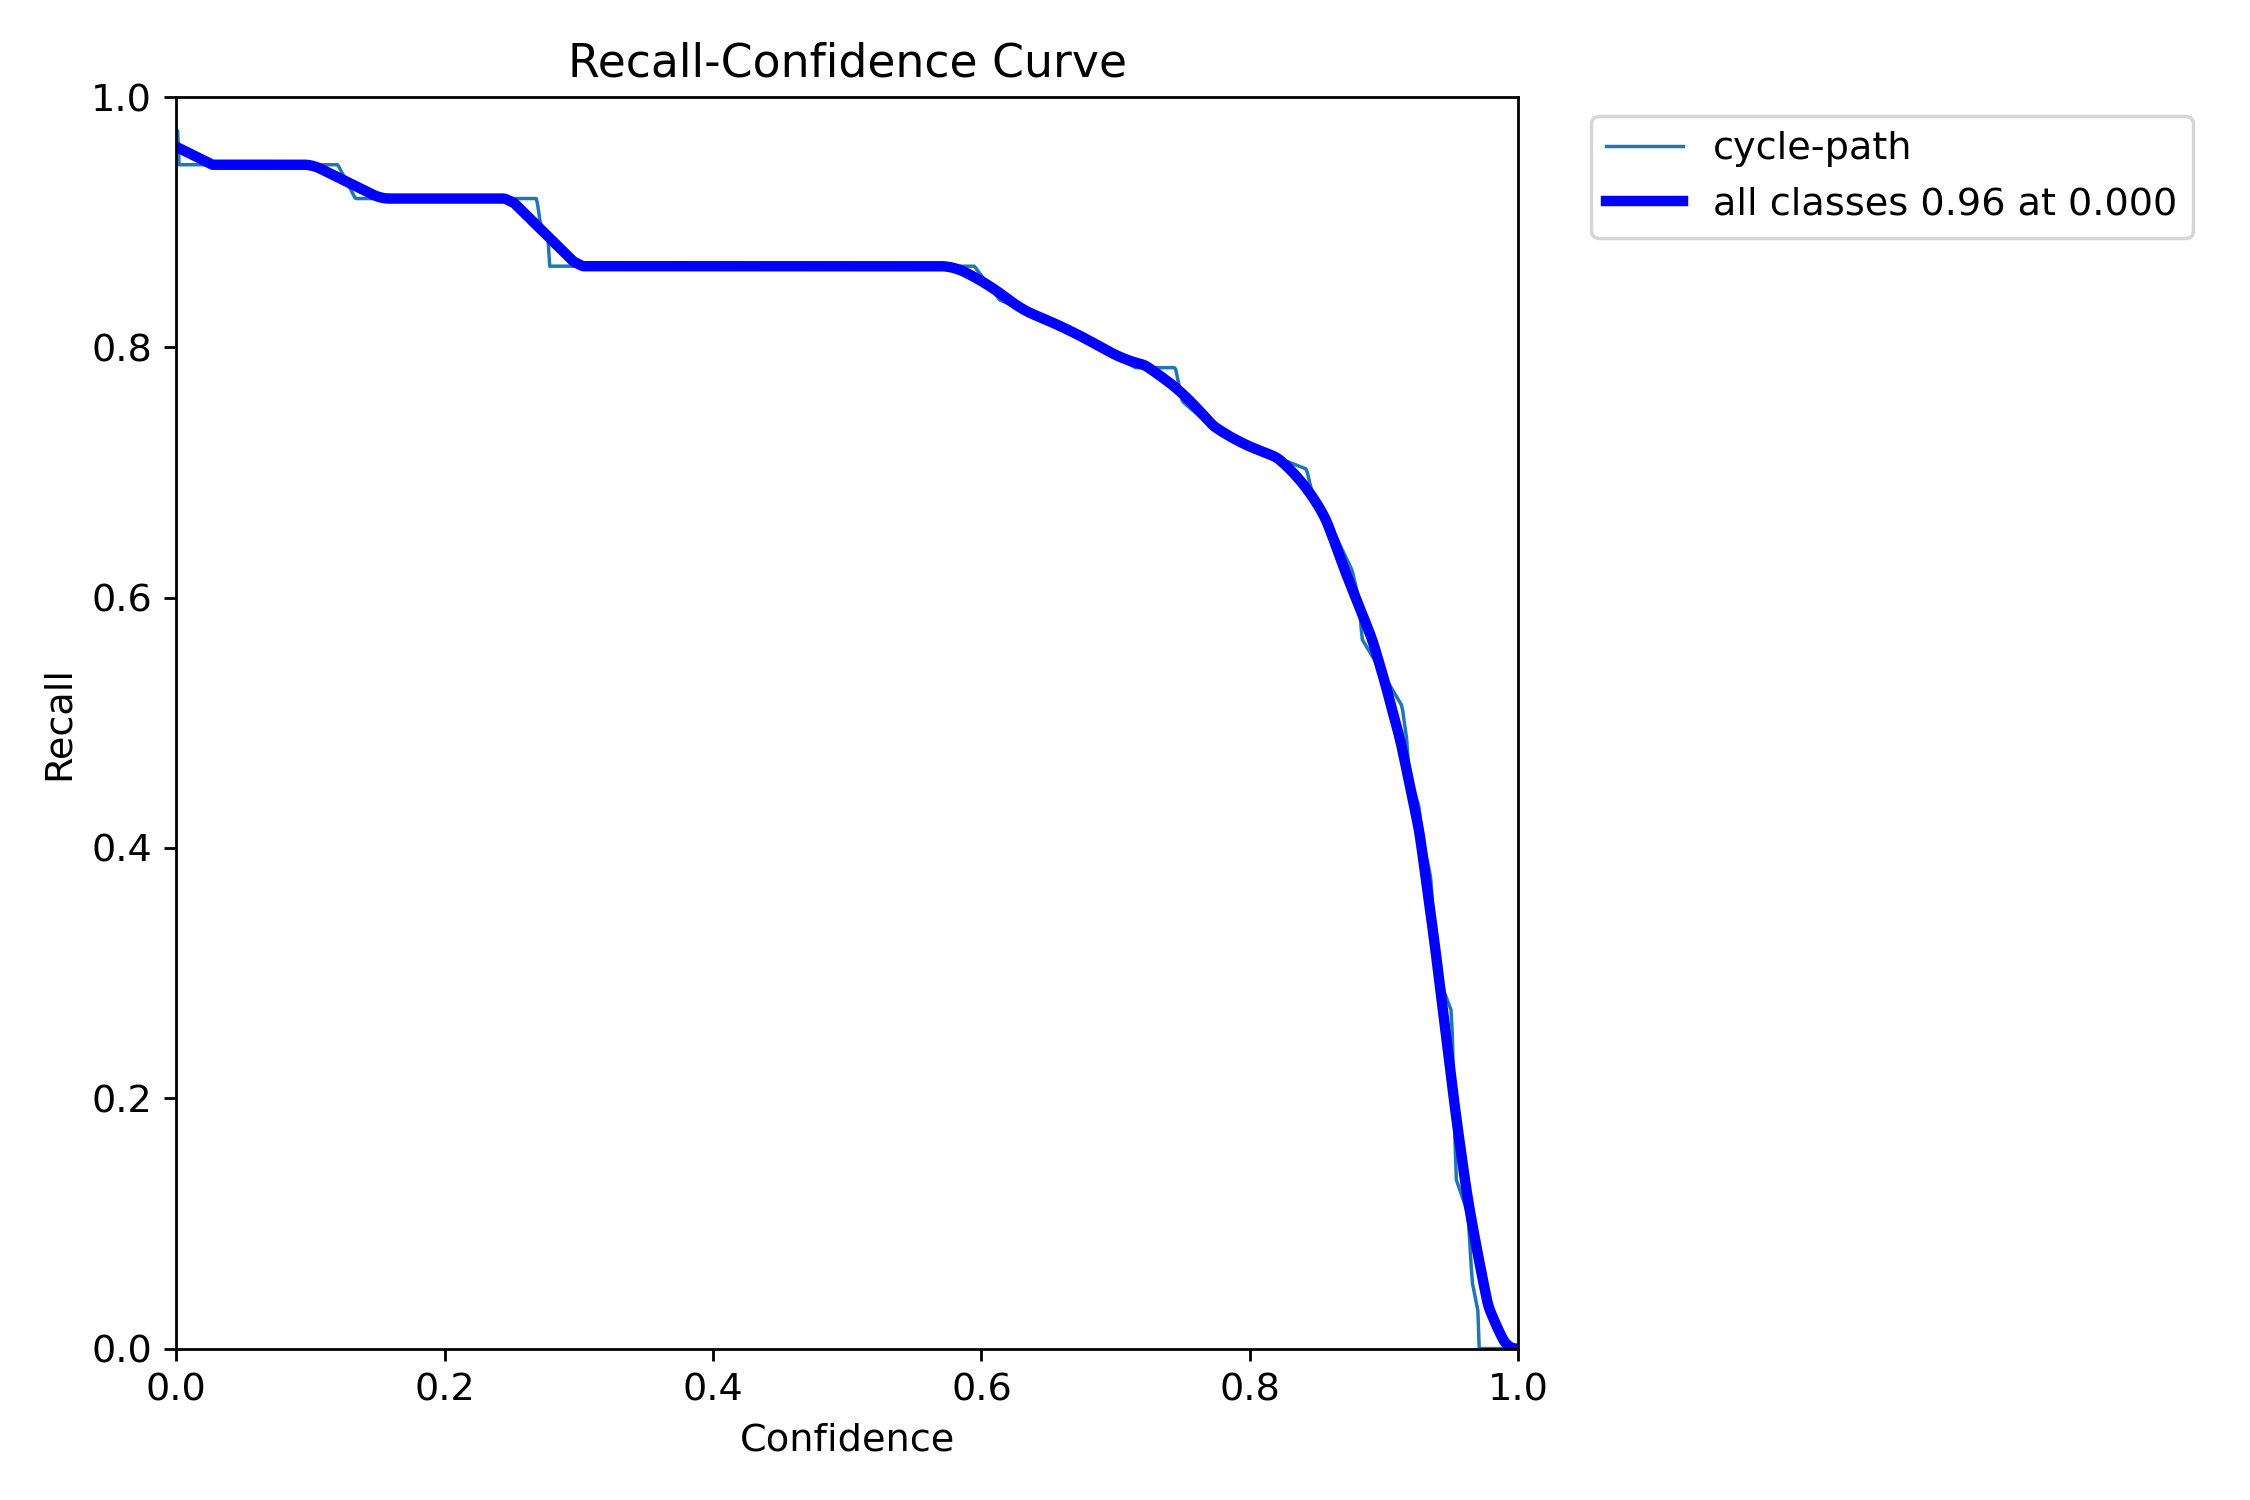 Recall-Confidence Curve
1.0
0.8
0.6
0.4
0.2
0.0
Recall
0.0 0.2 0.4 0.6 0.8 1.0
Confidence
cycle-path
all classes 0.96 at 0.000